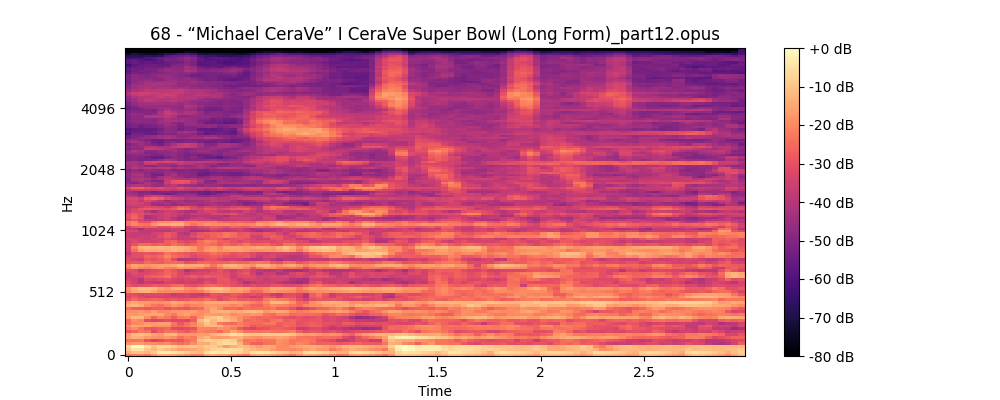 68 - “Michael CeraVe” I CeraVe Super Bowl (Long Form)_part12.opus
Hz
4096
2048
1024
512
0
0
0.5
1
1.5
2
2.5
Time
+0 dB
-10 dB
-20 dB
-30 dB
-40 dB
-50 dB
-60 dB
-70 dB
-80 dB